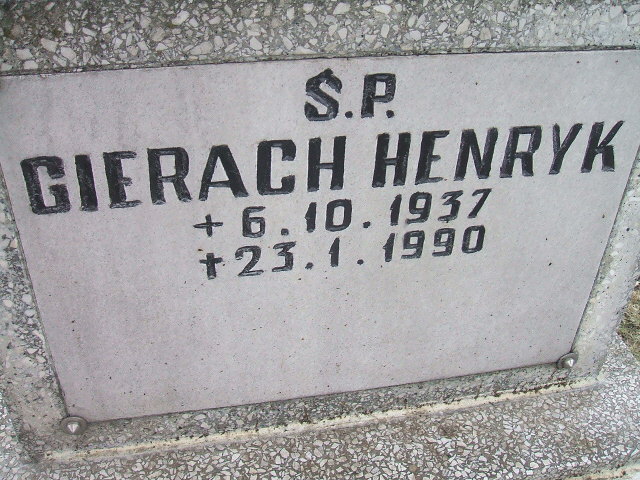 Ś.P.
GIERACH HENRYK
+ 6.10.1937
+ 23.1.1990